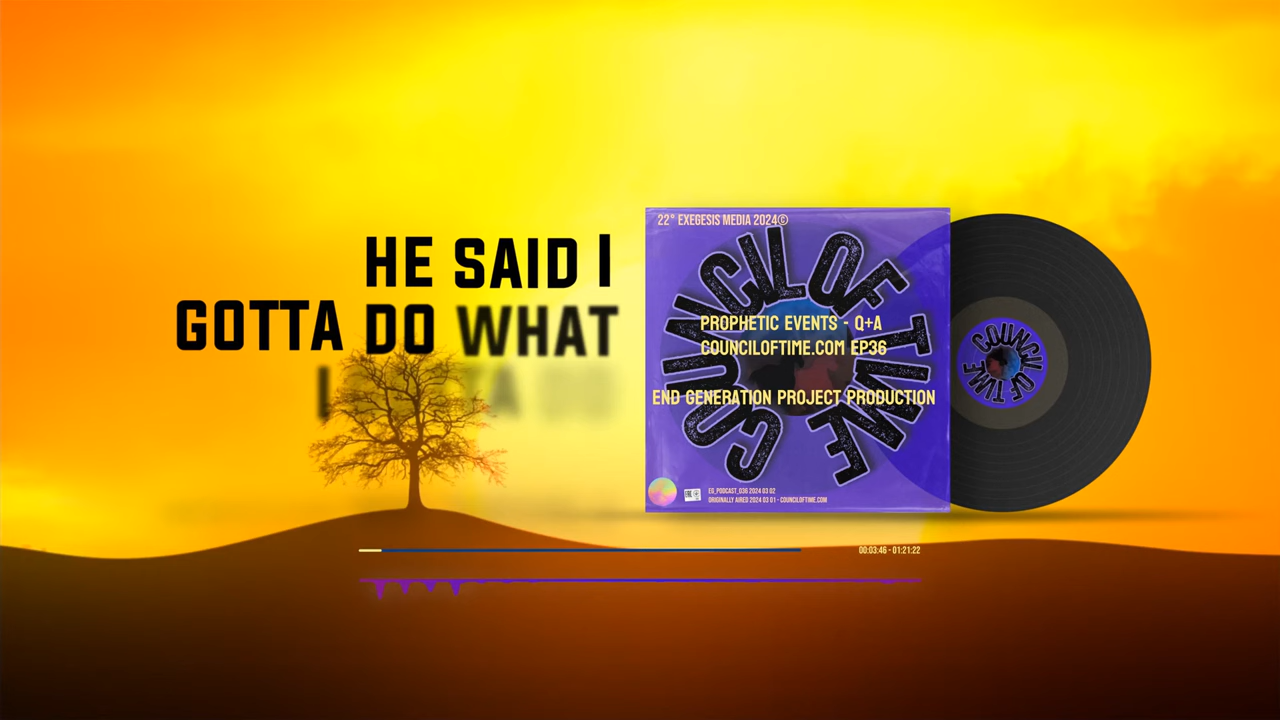 HE SAID I
GOTTA DO WHAT
22° EXEGESIS MEDIA 2024©
COUNCIL OF TIME
PROPHETIC EVENTS - Q+A
COUNCILOFTIME.COM EP36
END GENERATION PROJECT PRODUCTION
EG_PODCAST_036 2024 03 02
ORIGINALLY AIRED 2024 03 01 - COUNCILOFTIME.COM
COUNCIL OF TIME
00:03:46 - 01:21:22